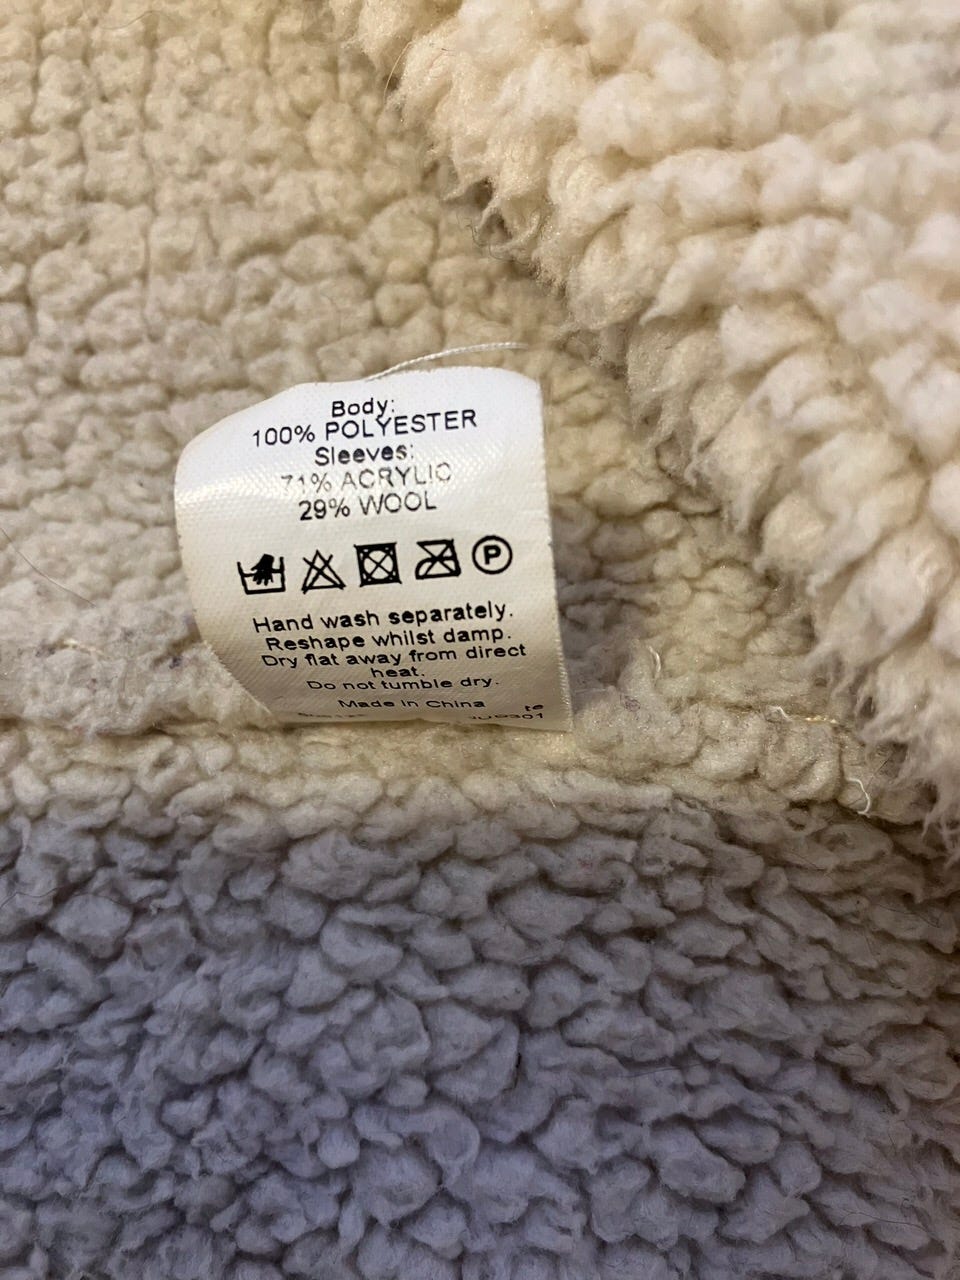 Body:
100% POLYESTER
Sleeves:
71% ACRYLIC
29% WOOL
P
Hand wash separately.
Reshape whilst damp.
Dry flat away from direct
heat.
Do not tumble dry.
Made in China
te